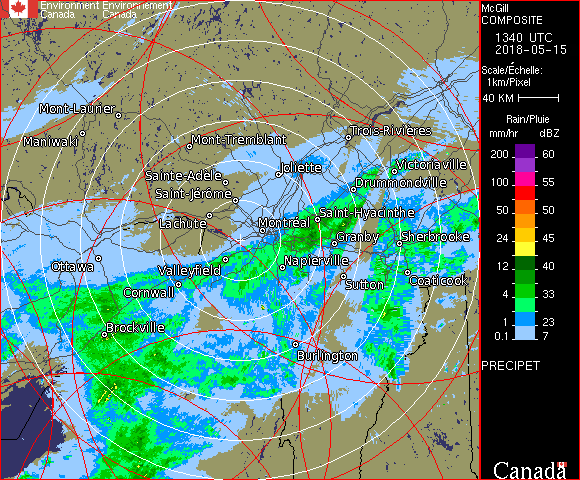 Environment Environnement
Canada Canada
McGill
COMPOSITE
1340 UTC
2018-05-15
Scale/Échelle:
1km/Pixel
40 KM
Rain/Pluie
mm/hr dBZ
200 60
100 55
50 50
24 45
12 40
4 33
1 23
0.1 7
PRECIPET
Canada
Mont-Laurier
Maniwaki
Mont-Tremblant
Trois-Rivières
Sainte-Adèle
Joliette
Victoriaville
Saint-Jérôme
Drummondville
Lachute
Montréal
Saint-Hyacinthe
Granby
Sherbrooke
Ottawa
Valleyfield
Napierville
Cornwall
Sutton
Coaticook
Brockville
Burlington